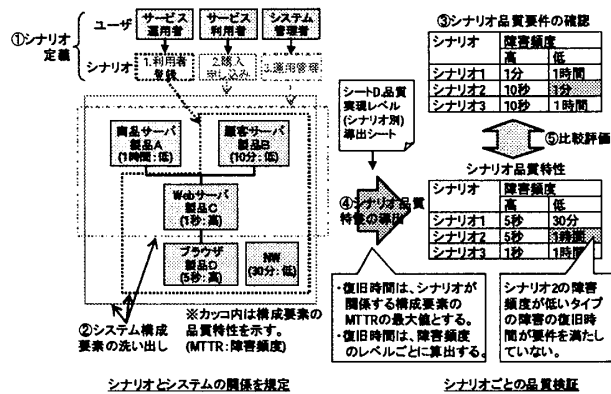 ①シナリオ
定義
ユーザ
サービス
運用者
サービス
利用者
システム
管理者
シナリオ
1.利用者
登録
2.購入
申し込み
3.運用管理
商品サーバ
製品A
(1時間:低)
顧客サーバ
製品B
(10分:低)
Webサーバ
製品C
(1秒:高)
ブラウザ
製品D
(5秒:高)
NW
(30分:低)
②システム構成
要素の洗い出し
※カッコ内は構成要素の
品質特性を示す。
(MTTR:障害頻度)
シナリオとシステムの関係を規定
シートD.品質
実現レベル
(シナリオ別)
導出シート
④シナリオ品質
特性の導出
・復旧時間は、シナリオが
関係する構成要素の
MTTRの最大値とする。
・復旧時間は、障害頻度
のレベルごとに算出する。
③シナリオ品質要件の確認
シナリオ 障害頻度
高 低
シナリオ1 1分 1時間
シナリオ2 10秒 1分
シナリオ3 10秒 1時間
⑤比較評価
シナリオ品質特性
シナリオ 障害頻度
高 低
シナリオ1 5秒 30分
シナリオ2 5秒 1時間
シナリオ3 1秒 1時間
シナリオ2の障害
頻度が低いタイプ
の障害の復旧時
間が要件を満たし
ていない。
シナリオごとの品質検証